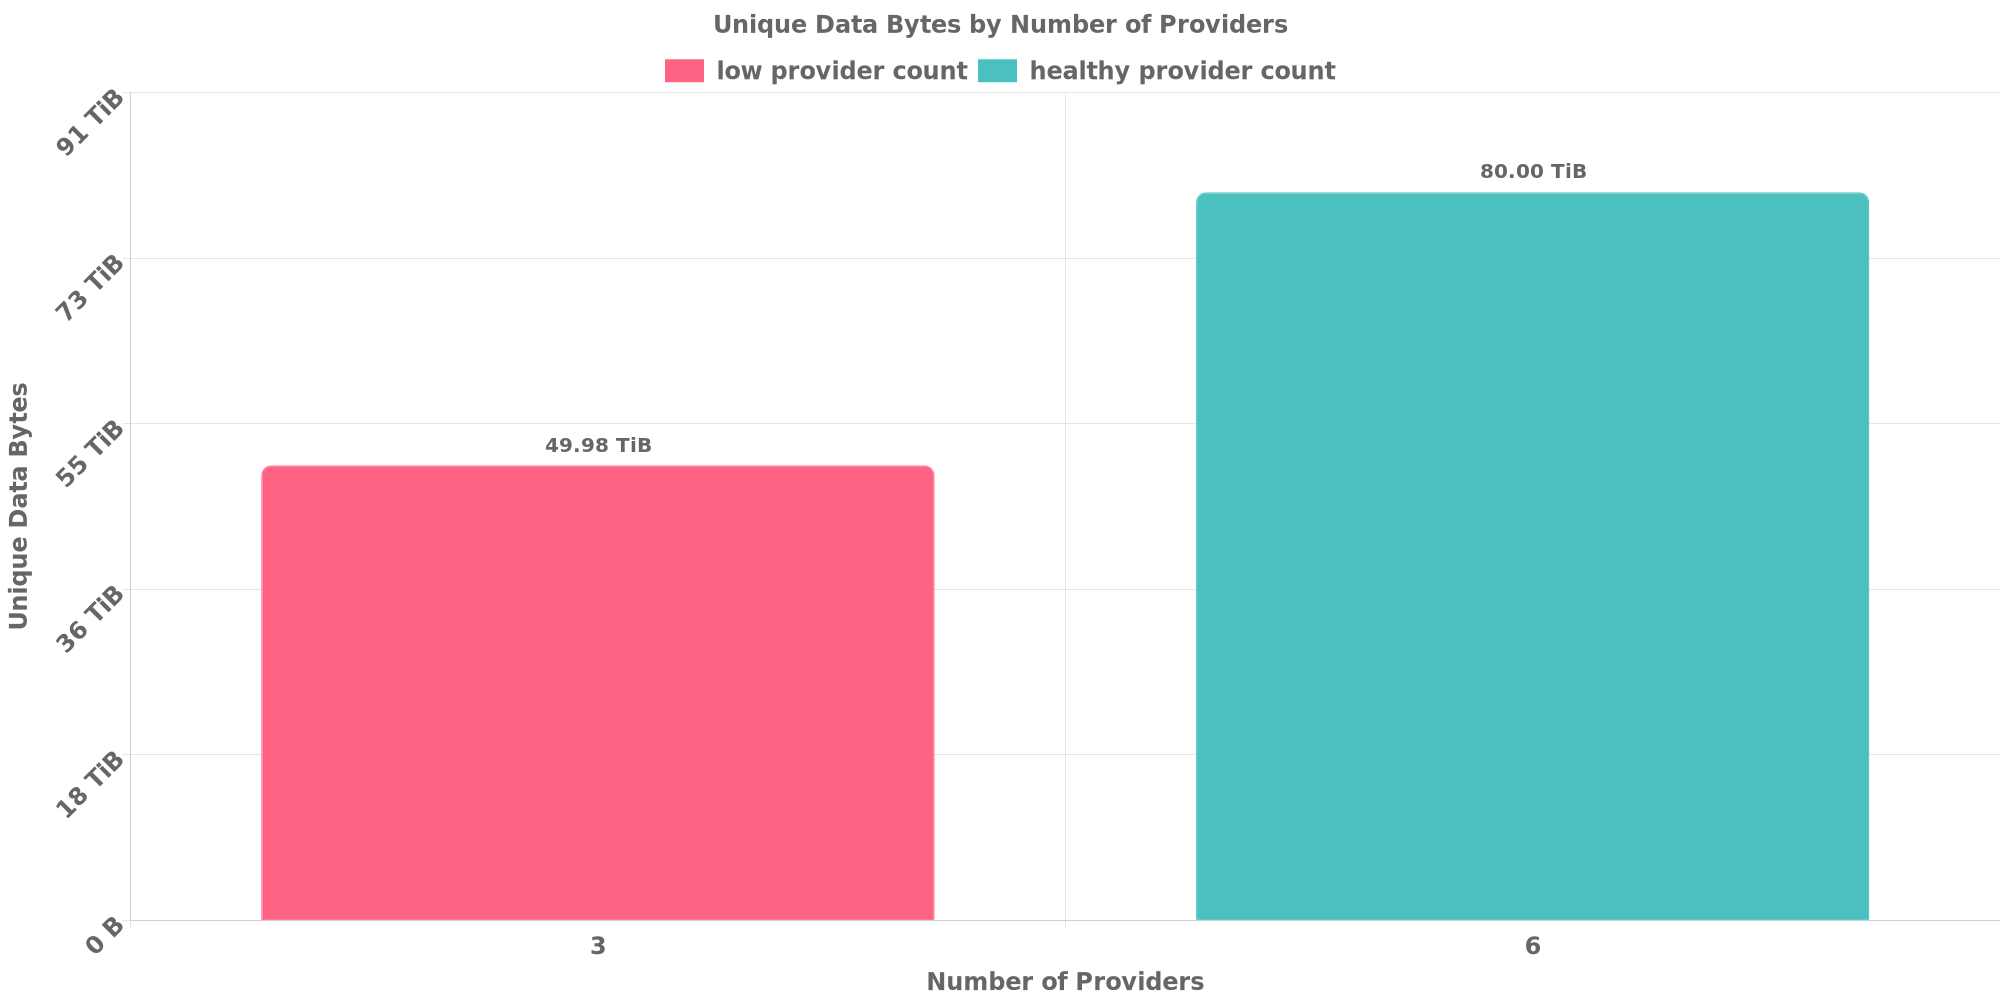 Unique Data Bytes by Number of Providers
low provider count healthy provider count
91 TiB
73 TiB
55 TiB
36 TiB
18 TiB
0 B
Unique Data Bytes
49.98 TiB
80.00 TiB
3 6
Number of Providers